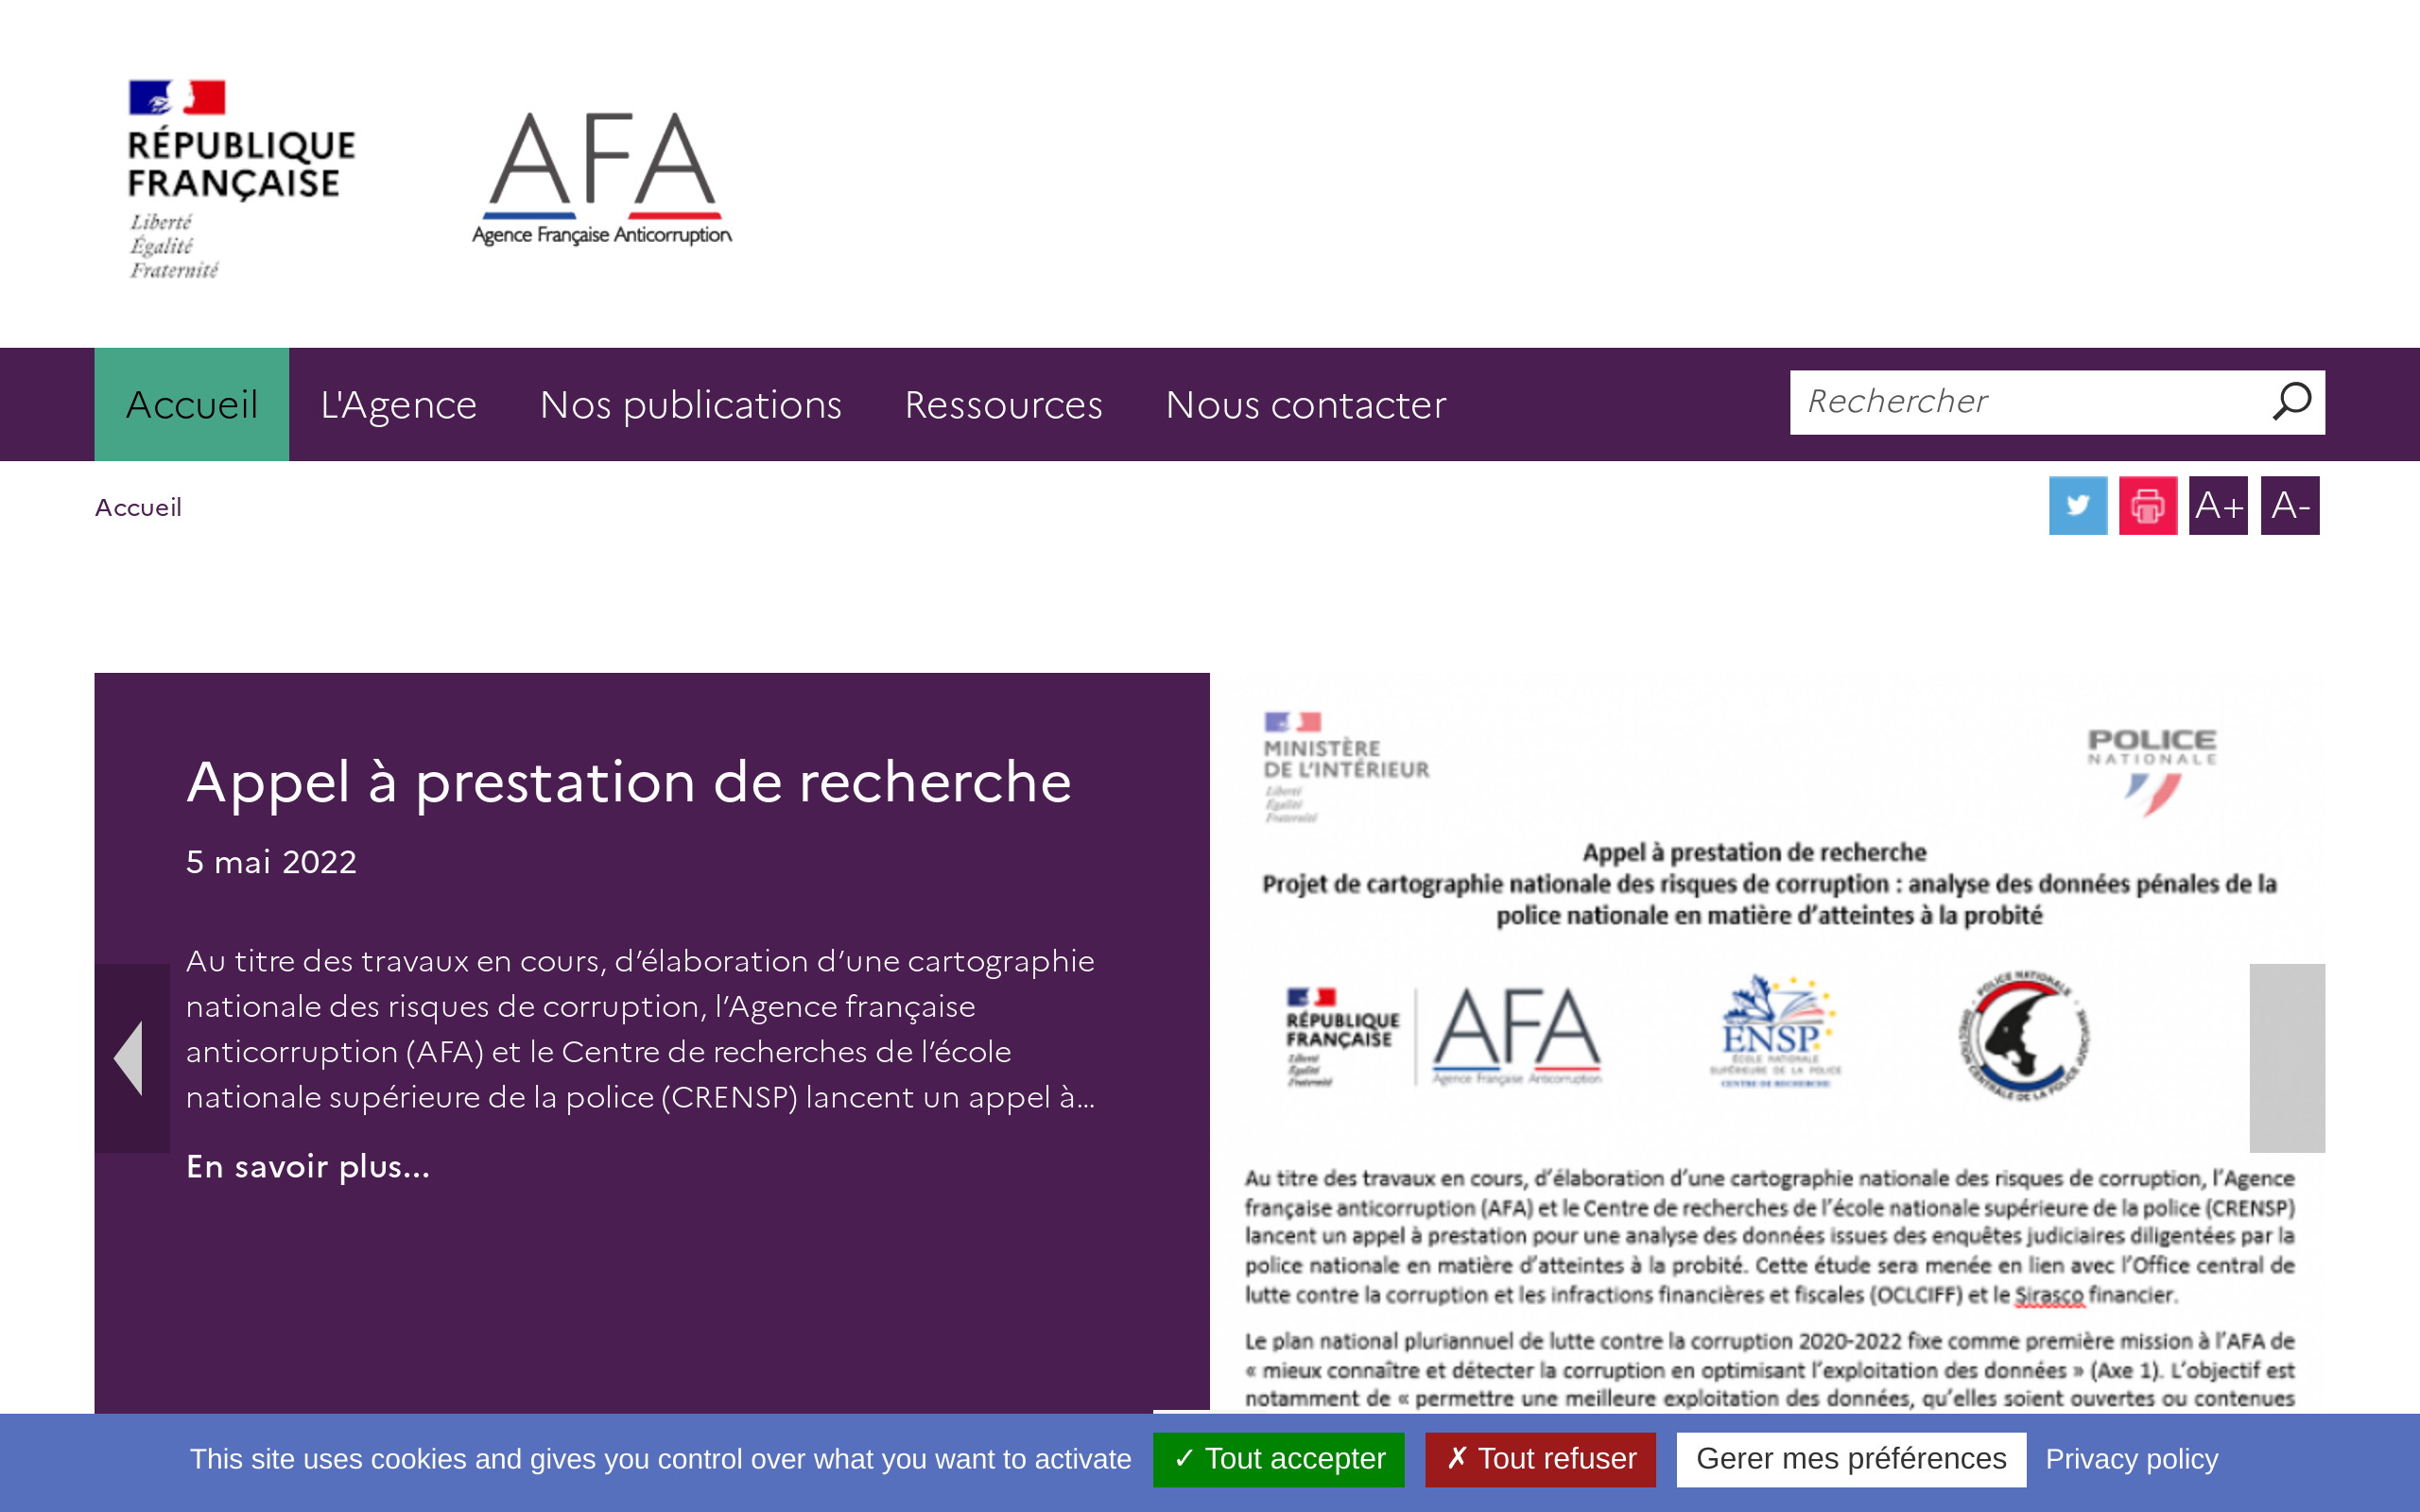 RÉPUBLIQUE
FRANÇAISE
Liberté
Égalité
Fraternité
AFA
Agence Française Anticorruption
Accueil
L'Agence
Nos publications
Ressources
Nous contacter
Rechercher
Accueil
A+
A-
Appel à prestation de recherche
5 mai 2022
Au titre des travaux en cours, d’élaboration d’une cartographie
nationale des risques de corruption, l’Agence française
anticorruption (AFA) et le Centre de recherches de l’école
nationale supérieure de la police (CRENSP) lancent un appel à...
En savoir plus...
MINISTÈRE
DE L’INTÉRIEUR
Liberté
Égalité
Fraternité
POLICE
NATIONALE
Appel à prestation de recherche
Projet de cartographie nationale des risques de corruption : analyse des données pénales de la
police nationale en matière d’atteintes à la probité
RÉPUBLIQUE
FRANÇAISE
Liberté
Égalité
Fraternité
AFA
Agence Française Anticorruption
ENSP
ÉCOLE NATIONALE
SUPÉRIEURE DE LA POLICE
CENTRE DE RECHERCHE
POLICE NATIONALE
DIRECTION CENTRALE DE LA POLICE JUDICIAIRE
Au titre des travaux en cours, d’élaboration d’une cartographie nationale des risques de corruption, l’Agence
française anticorruption (AFA) et le Centre de recherches de l’école nationale supérieure de la police (CRENSP)
lancent un appel à prestation pour une analyse des données issues des enquêtes judiciaires diligentées par la
police nationale en matière d’atteintes à la probité. Cette étude sera menée en lien avec l’Office central de
lutte contre la corruption et les infractions financières et fiscales (OCLCIFF) et le Sirasco financier.
Le plan national pluriannuel de lutte contre la corruption 2020-2022 fixe comme première mission à l’AFA de
« mieux connaître et détecter la corruption en optimisant l’exploitation des données » (Axe 1). L’objectif est
notamment de « permettre une meilleure exploitation des données, qu’elles soient ouvertes ou contenues
This site uses cookies and gives you control over what you want to activate
✓ Tout accepter
✗ Tout refuser
Gerer mes préférences
Privacy policy